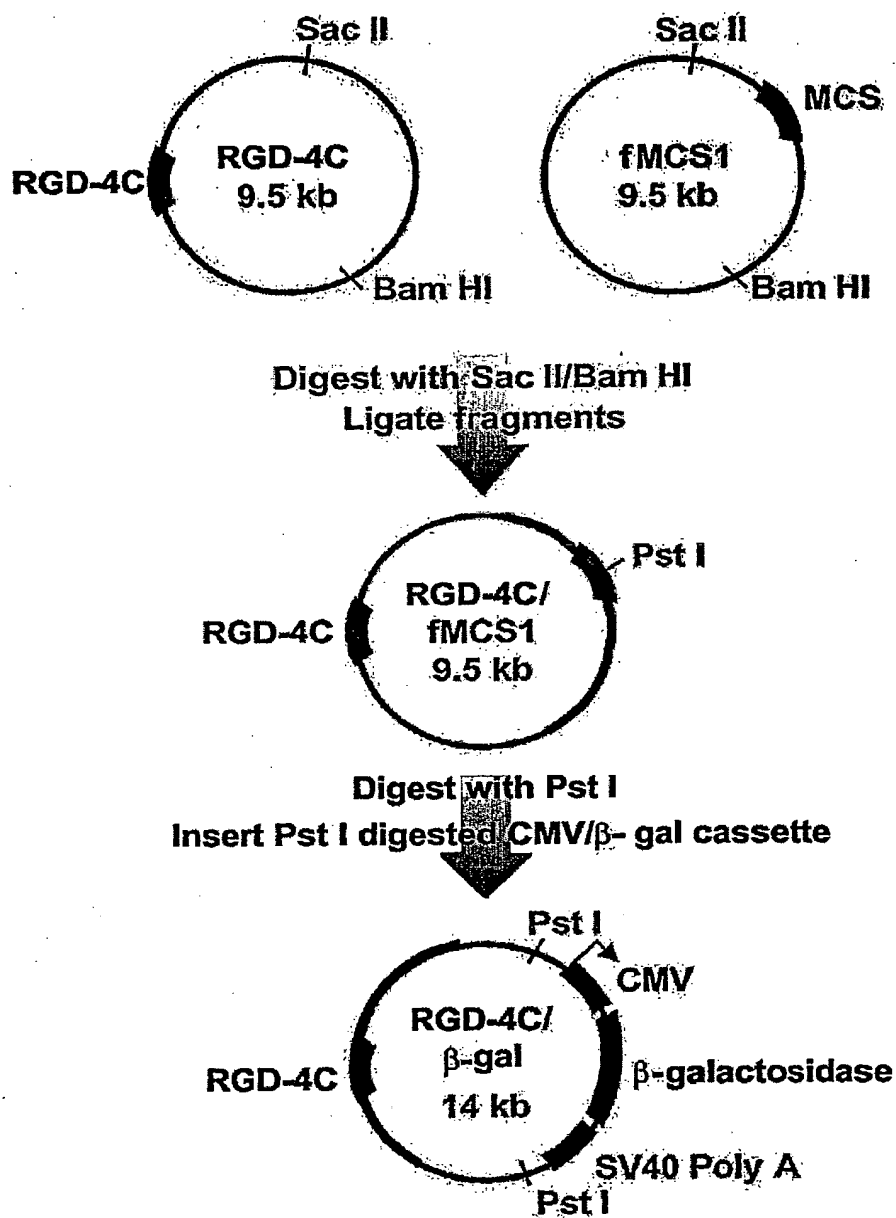 Sac II
Sac II
MCS
RGD-4C
RGD-4C
9.5 kb
fMCS1
9.5 kb
Bam HI
Bam HI
Digest with Sac II/Bam HI
Ligate fragments
Pst I
RGD-4C
RGD-4C/
fMCS1
9.5 kb
Digest with Pst I
Insert Pst I digested CMV/β- gal cassette
Pst I
CMV
RGD-4C/
β-gal
14 kb
RGD-4C
β-galactosidase
SV40 Poly A
Pst I